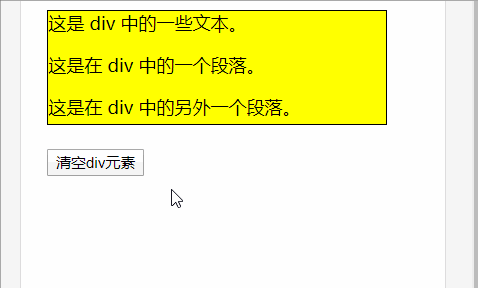 这是 div 中的一些文本。
这是在 div 中的一个段落。
这是在 div 中的另外一个段落。
清空div元素